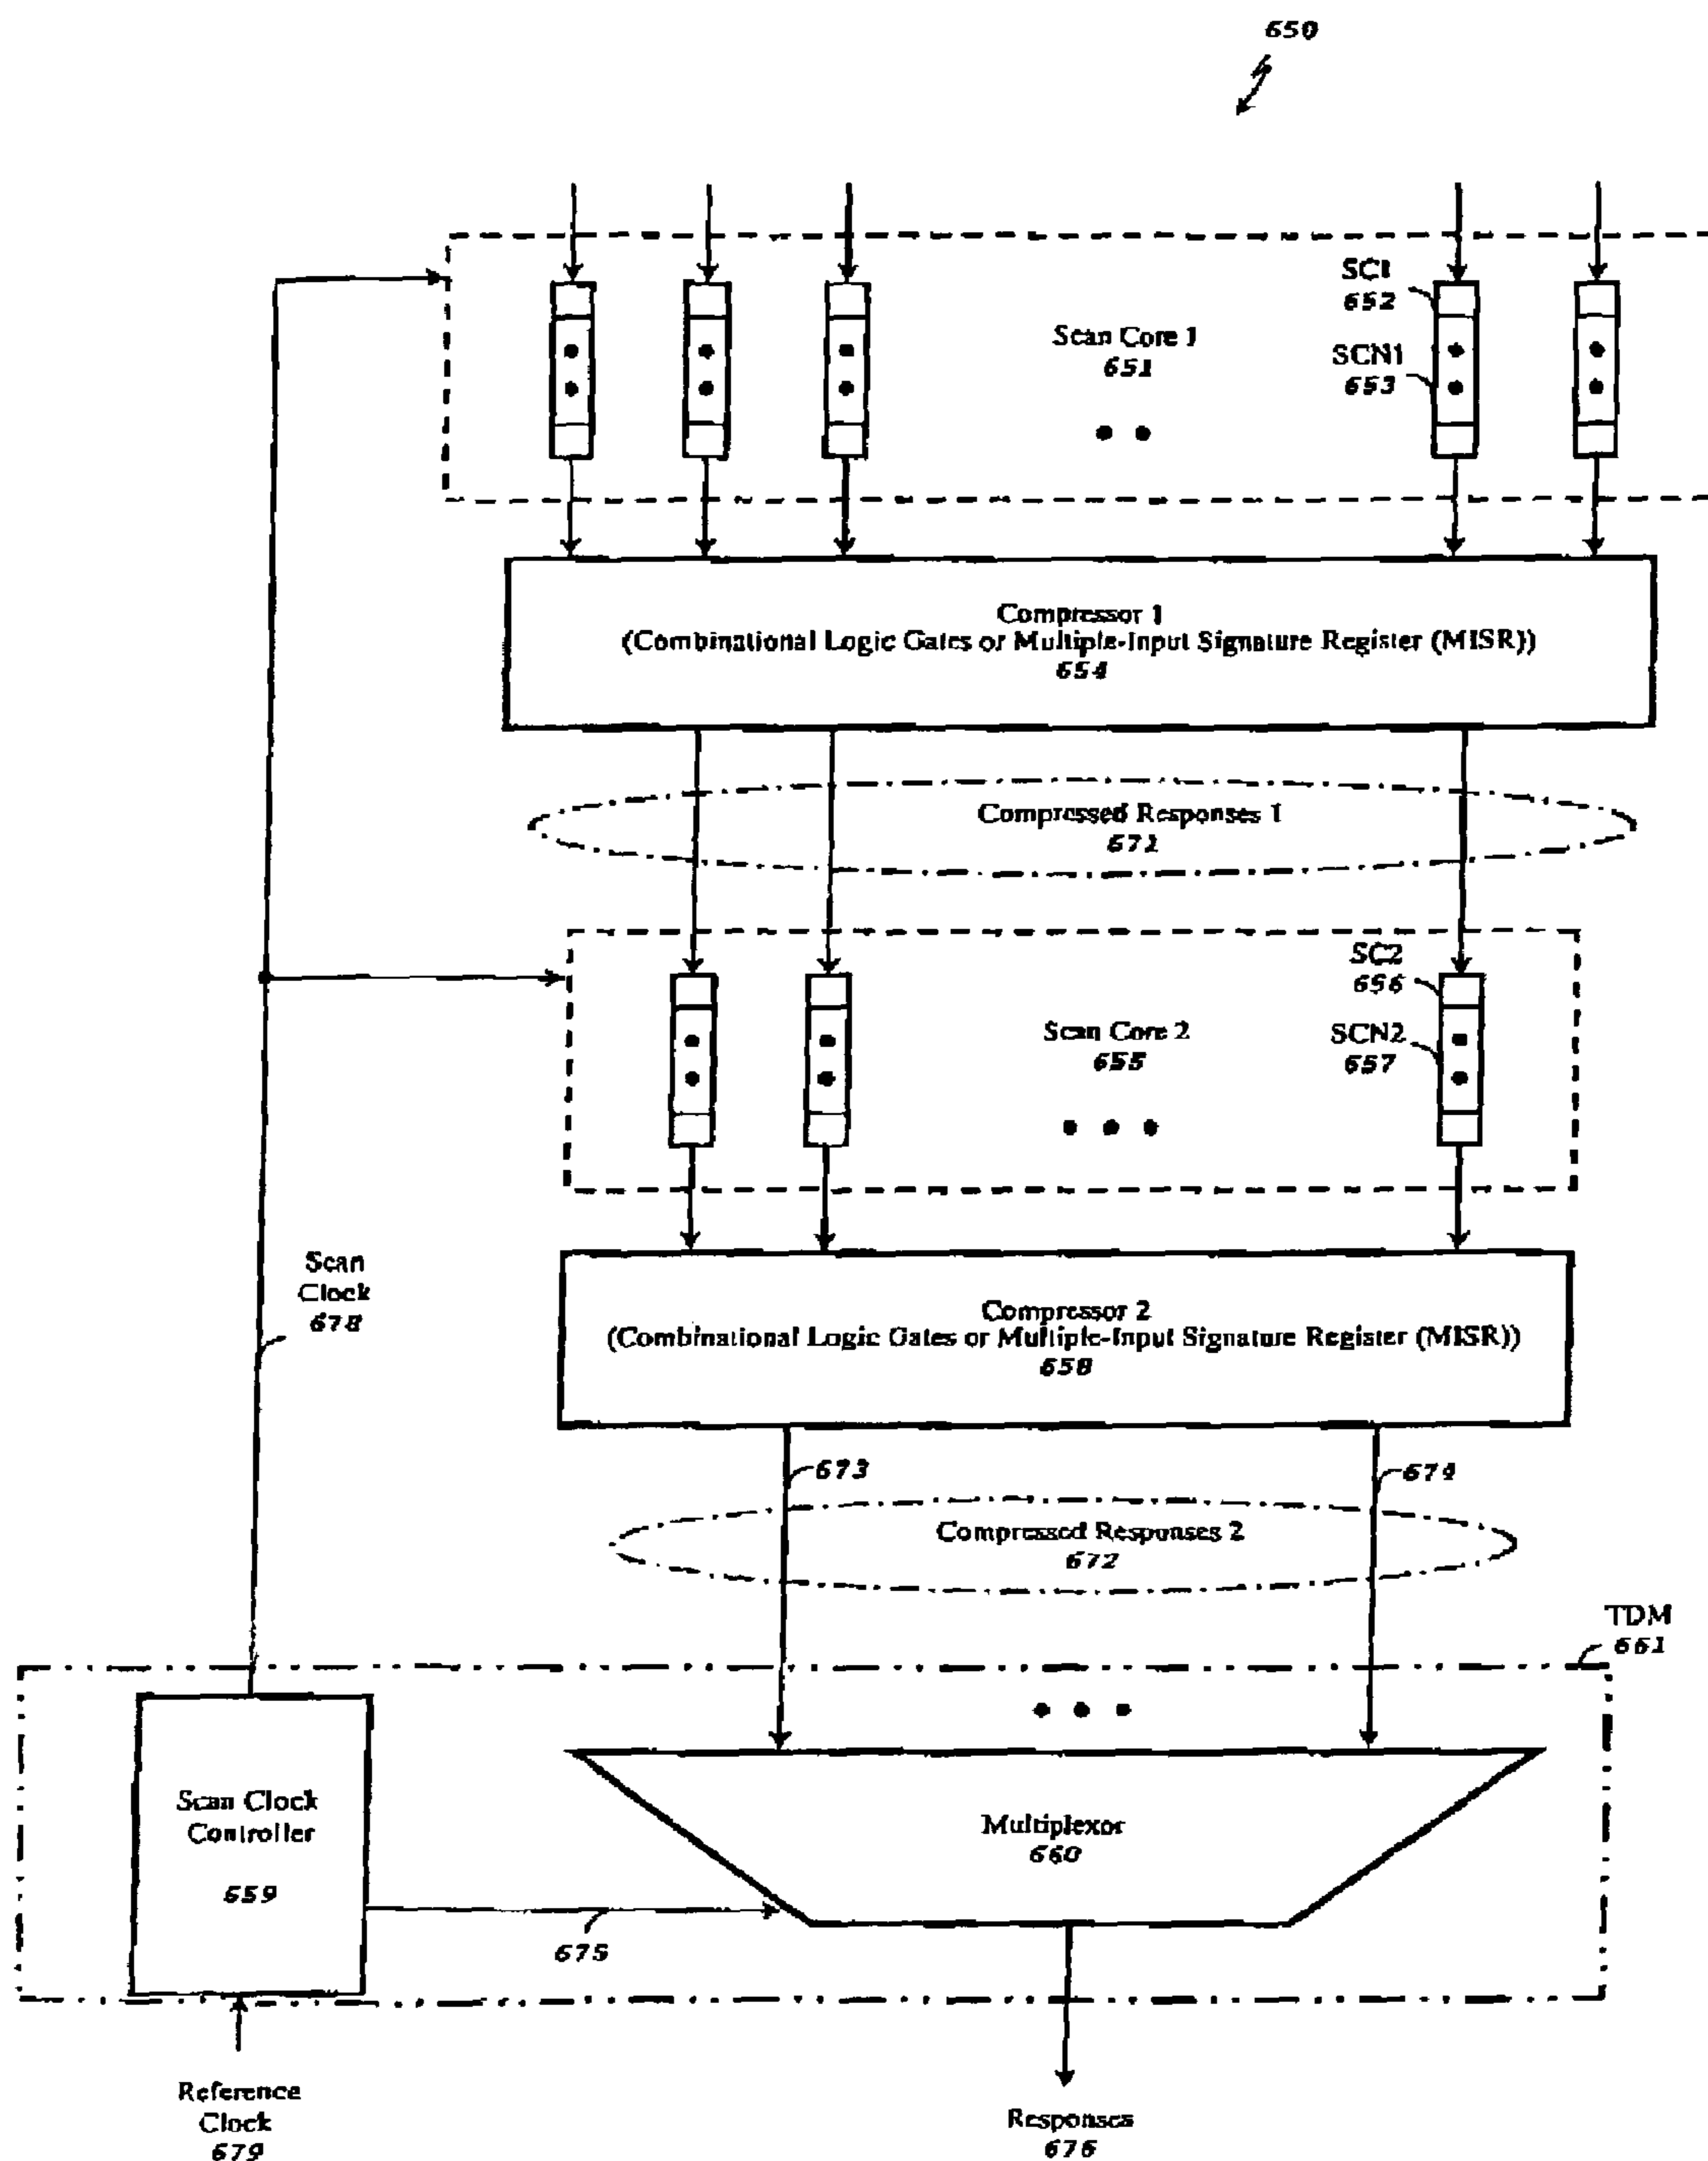 650
SC1
652
Scan Core 1
651
SCN1
653
Compressor 1
(Combinational Logic Gates or Multiple-Input Signature Register (MISR))
654
Compressed Responses 1
671
SC2
656
Scan Core 2
655
SCN2
657
Scan
Clock
678
Compressor 2
(Combinational Logic Gates or Multiple-Input Signature Register (MISR))
658
673
674
Compressed Responses 2
672
TDM
661
Scan Clock
Controller
659
Multiplexor
660
675
Reference
Clock
679
Responses
676